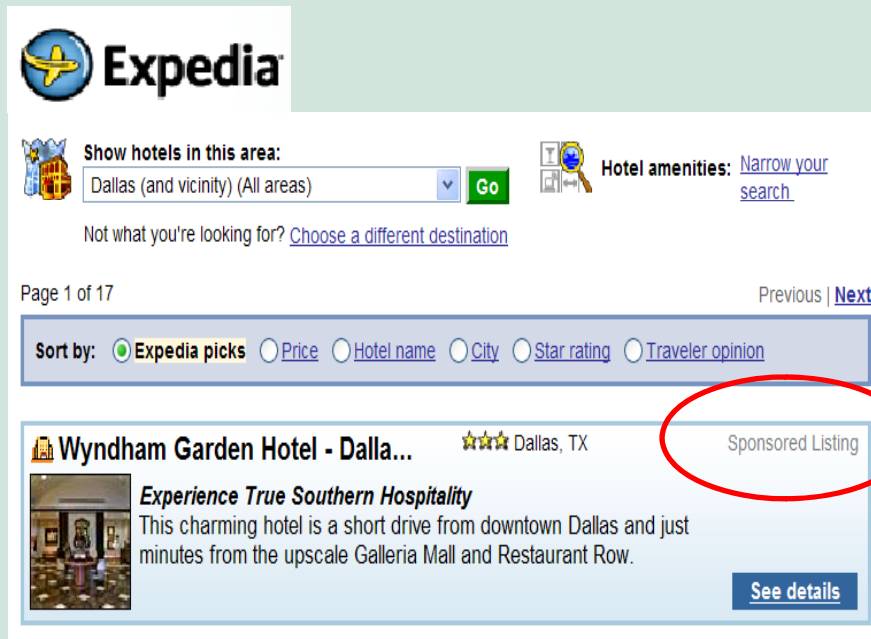 Expedia
Show hotels in this area:
Dallas (and vicinity) (All areas)
Go
Hotel amenities: Narrow your
search
Not what you're looking for? Choose a different destination
Page 1 of 17
Previous | Next
Sort by: Expedia picks Price Hotel name City Star rating Traveler opinion
Wyndham Garden Hotel - Dalla...
Dallas, TX
Sponsored Listing
Experience True Southern Hospitality
This charming hotel is a short drive from downtown Dallas and just
minutes from the upscale Galleria Mall and Restaurant Row.
See details